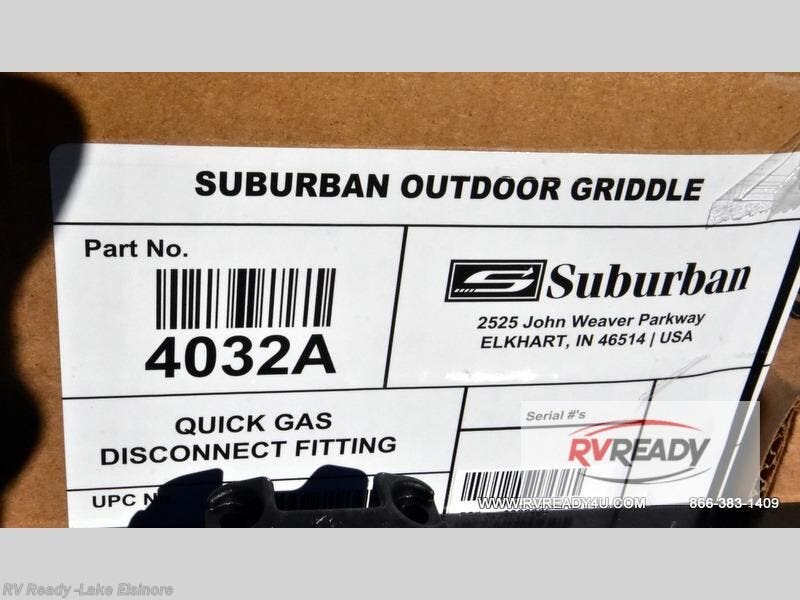 SUBURBAN OUTDOOR GRIDDLE
Part No.
4032A
Suburban
2525 John Weaver Parkway
ELKHART, IN 46514 | USA
QUICK GAS
DISCONNECT FITTING
Serial #'s
UPC
RVREADY
WWW.RVREADY4U.COM
866-383-1409
RV Ready -Lake Elsinore